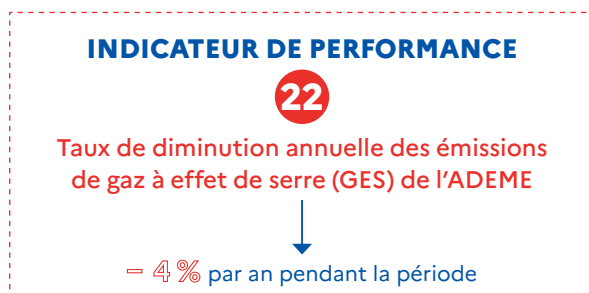 INDICATEUR DE PERFORMANCE
22
Taux de diminution annuelle des émissions
de gaz à effet de serre (GES) de l’ADEME
– 4 % par an pendant la période